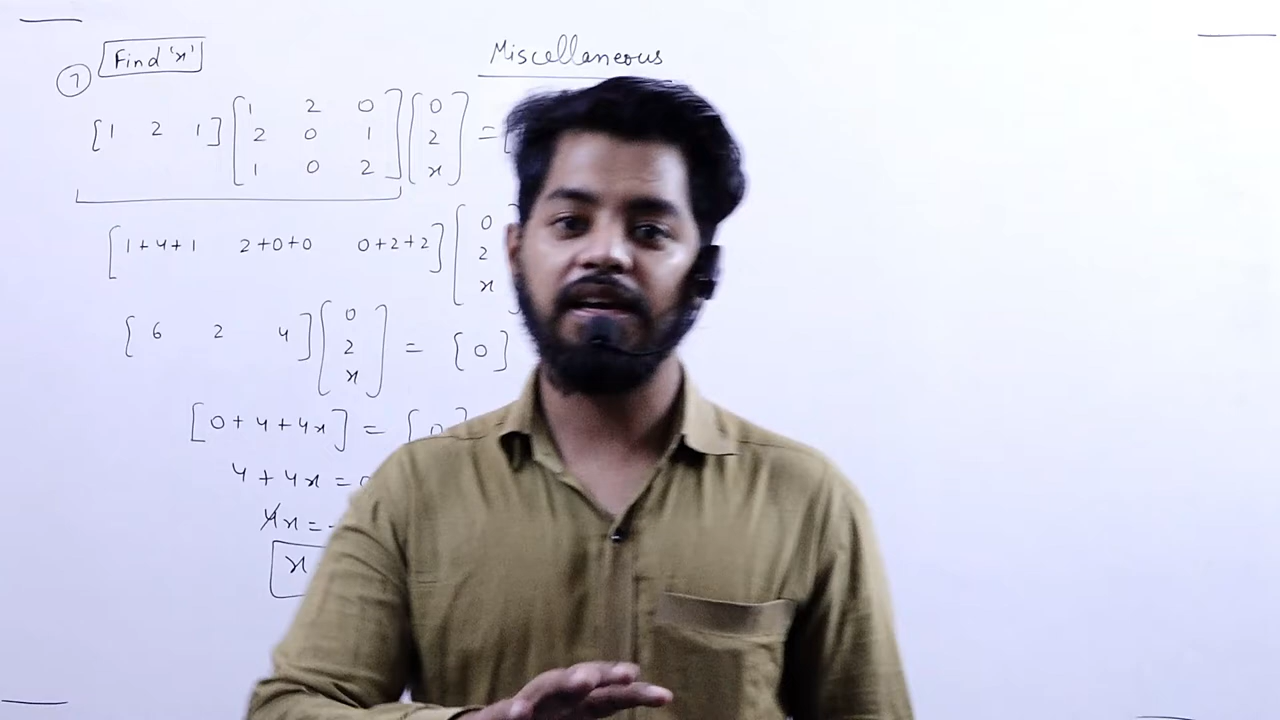 Miscellaneous
7 Find 'x'
[1 2 1] [1 2 0
2 0 1
1 0 2] [0
2
x] = [
[1+4+1 2+0+0 0+2+2] [0
2
x]
[6 2 4] [0
2
x] = [0]
[0+4+4x] = [0]
4+4x=0
4x=-
x